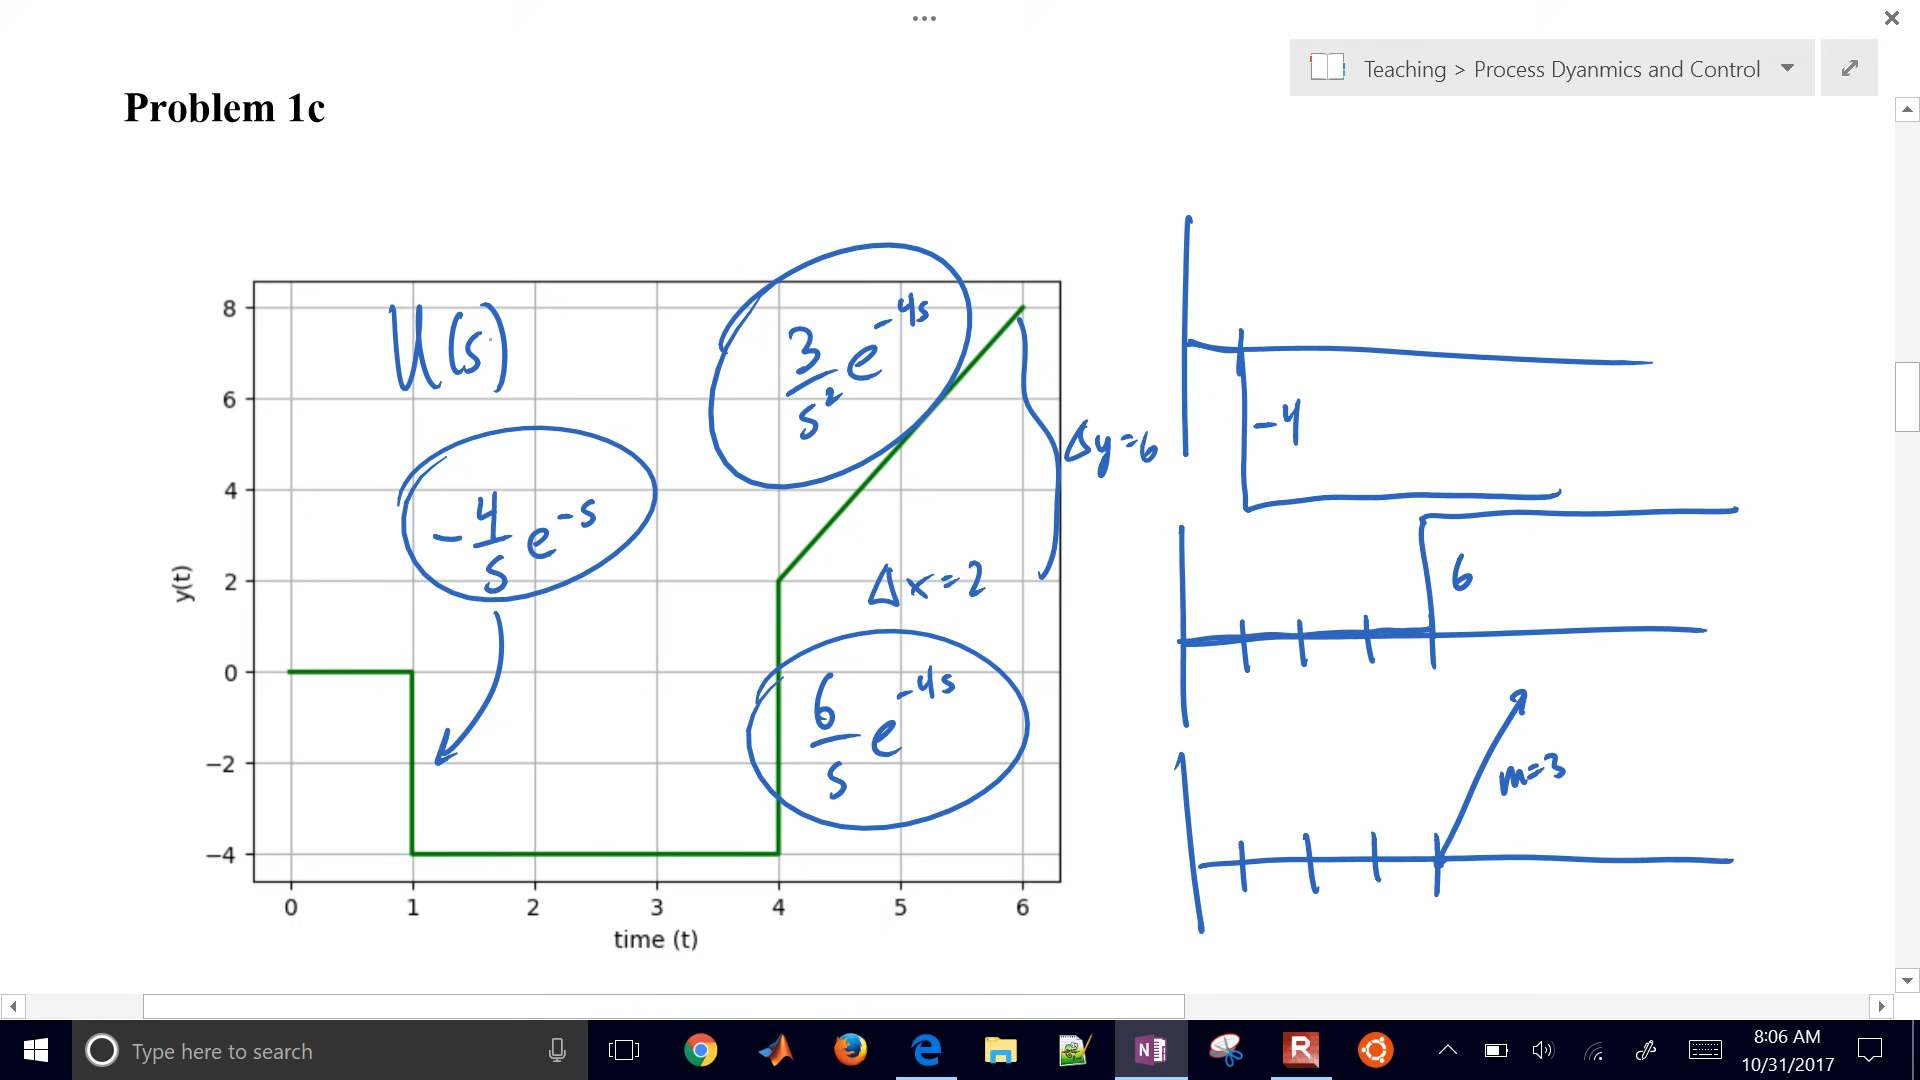 Teaching > Process Dyanmics and Control
Problem 1c
U(s)
3/s² e^-4s
-4/s e^-s
Δy=6
Δx=2
6/s e^-4s
-4
6
m=3
8
6
4
2
0
−2
−4
y(t)
0 1 2 3 4 5 6
time (t)
Type here to search
N
R
8:06 AM
10/31/2017